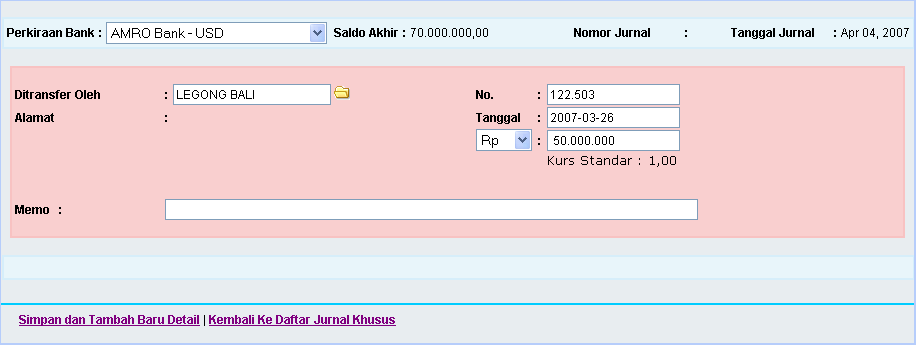 Perkiraan Bank : AMRO Bank - USD Saldo Akhir : 70.000.000,00 Nomor Jurnal : Tanggal Jurnal : Apr 04, 2007
Ditransfer Oleh : LEGONG BALI No. : 122.503
Alamat : Tanggal : 2007-03-26
Rp : 50.000.000
Kurs Standar : 1,00
Memo :
Simpan dan Tambah Baru Detail | Kembali Ke Daftar Jurnal Khusus